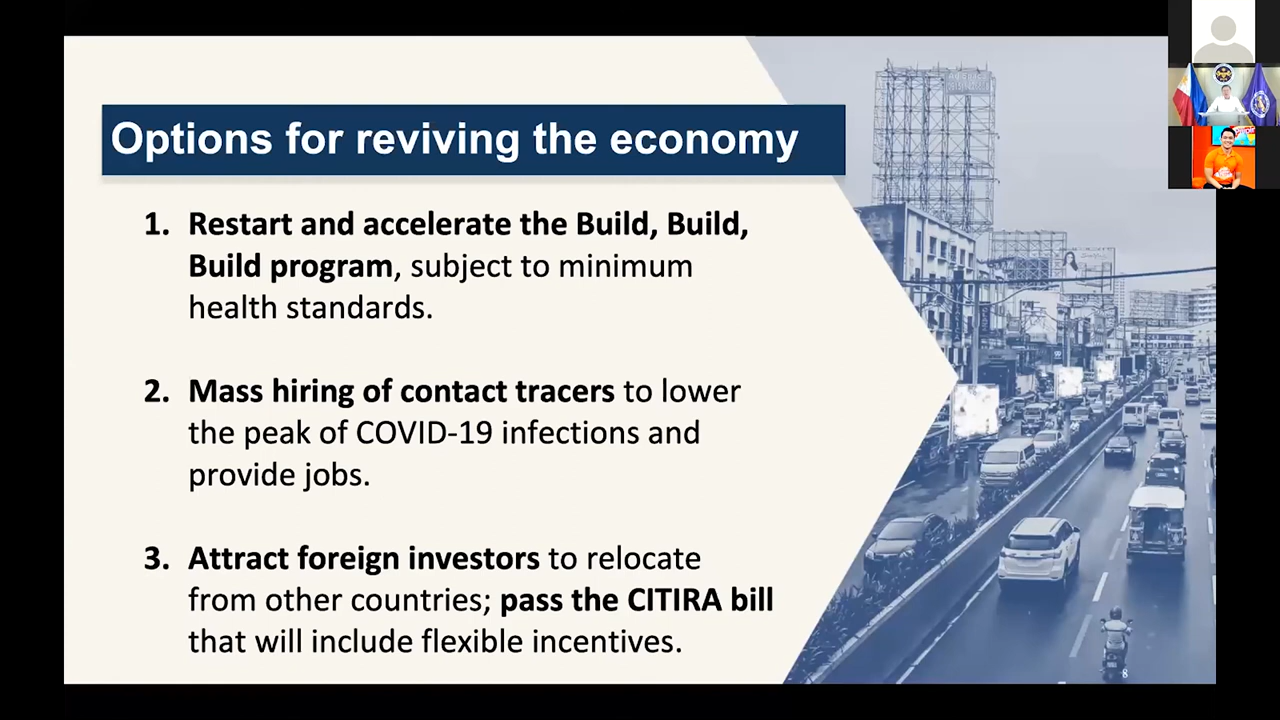 Options for reviving the economy
1. Restart and accelerate the Build, Build,
Build program, subject to minimum
health standards.
2. Mass hiring of contact tracers to lower
the peak of COVID-19 infections and
provide jobs.
3. Attract foreign investors to relocate
from other countries; pass the CITIRA bill
that will include flexible incentives.
8